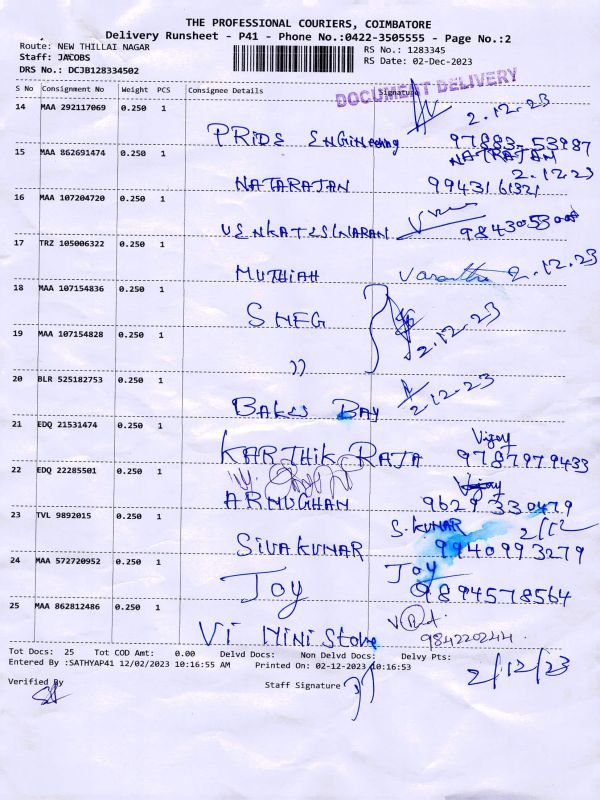 THE PROFESSIONAL COURIERS, COIMBATORE
Delivery Runsheet - P41 - Phone No.:0422-3505555 - Page No.:2
Route: NEW THILLAI NAGAR RS No.: 1283345
Staff: JACOBS RS Date: 02-Dec-2023
DRS No.: DCJB128334502
DOCUMENT DELIVERY
S No Consignment No Weight PCS Consignee Details Signature
14 MAA 292117069 0.250 1 2.12.23
PRIDE ENGINEERING 97883-53987
15 MAA 862691474 0.250 1 NATRAJAN
2.12.23
NATARAJAN 9943161321
16 MAA 107204720 0.250 1
VENKATESWARAN
17 TRZ 105006322 0.250 1
MUTHIAH Varantha 2.12.23
18 MAA 107154836 0.250 1
SMFG
2.12.23
19 MAA 107154828 0.250 1
))
20 BLR 525182753 0.250 1 2.12.23
BAKES BAY
21 EDQ 21531474 0.250 1 Vijay
KARTHIK RAJA 9787979433
22 EDQ 22285501 0.250 1 Vijay
ARMUGHAN 9629330479
23 TVL 9892015 0.250 1 S.KUMAR 2/12
SIVAKUMAR 9940993279
24 MAA 572720952 0.250 1 Joy
Joy 9894578564
25 MAA 862812486 0.250 1
Vi MINI Store 9842202444
Tot Docs: 25 Tot COD Amt: 0.00 Delvd Docs: Non Delvd Docs: Delvy Pts:
Entered By :SATHYAP41 12/02/2023 10:16:55 AM Printed On: 02-12-2023 10:16:53
2/12/23
Verified By Staff Signature